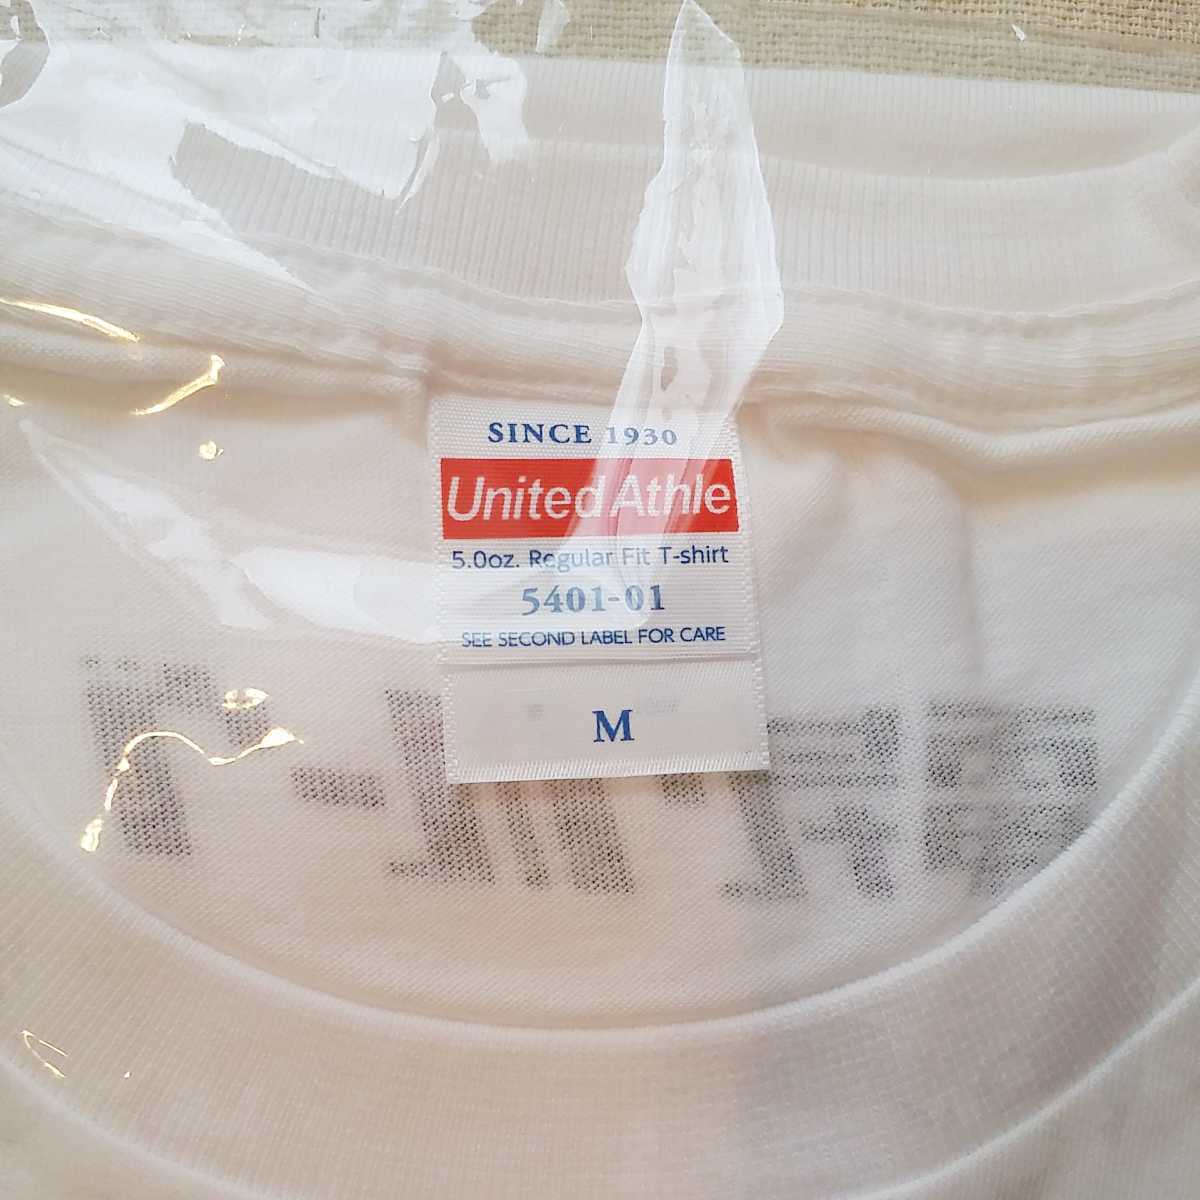 SINCE 1930
United Athle
5.0oz. Regular Fit T-shirt
5401-01
SEE SECOND LABEL FOR CARE
M